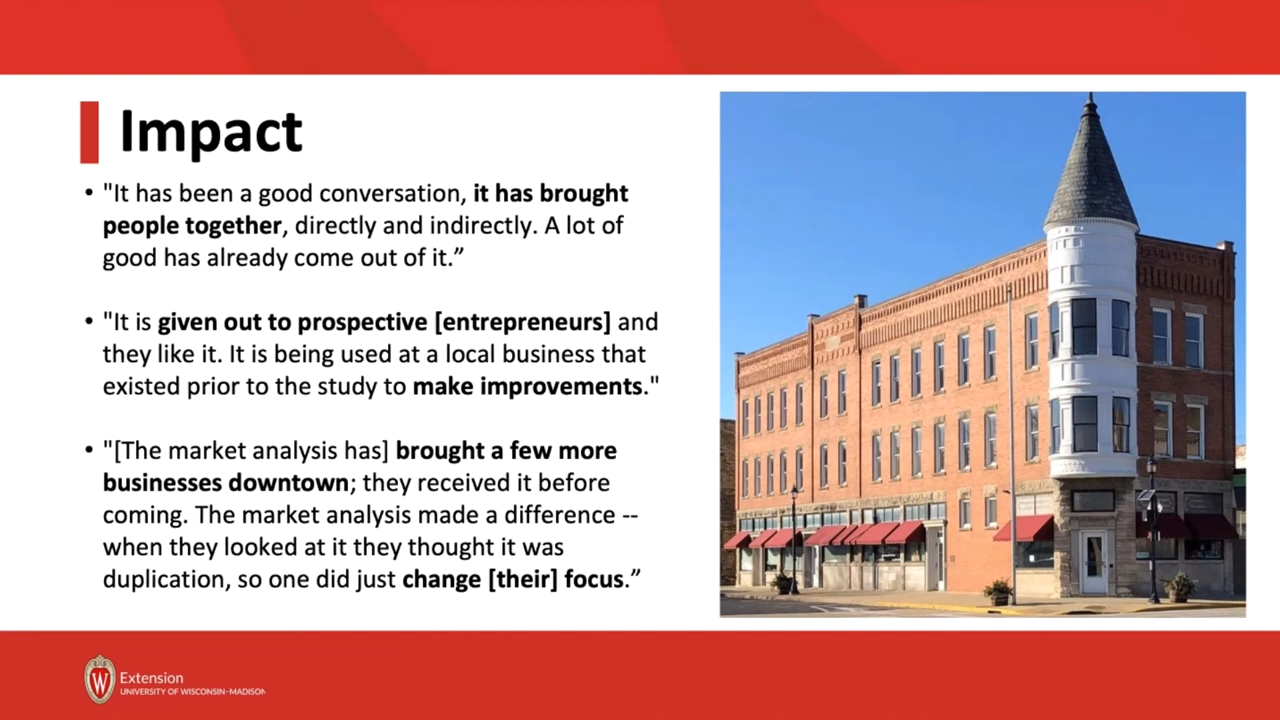 Impact
• "It has been a good conversation, it has brought
people together, directly and indirectly. A lot of
good has already come out of it.”
• "It is given out to prospective [entrepreneurs] and
they like it. It is being used at a local business that
existed prior to the study to make improvements."
• "[The market analysis has] brought a few more
businesses downtown; they received it before
coming. The market analysis made a difference --
when they looked at it they thought it was
duplication, so one did just change [their] focus.”
W
Extension
UNIVERSITY OF WISCONSIN-MADISON